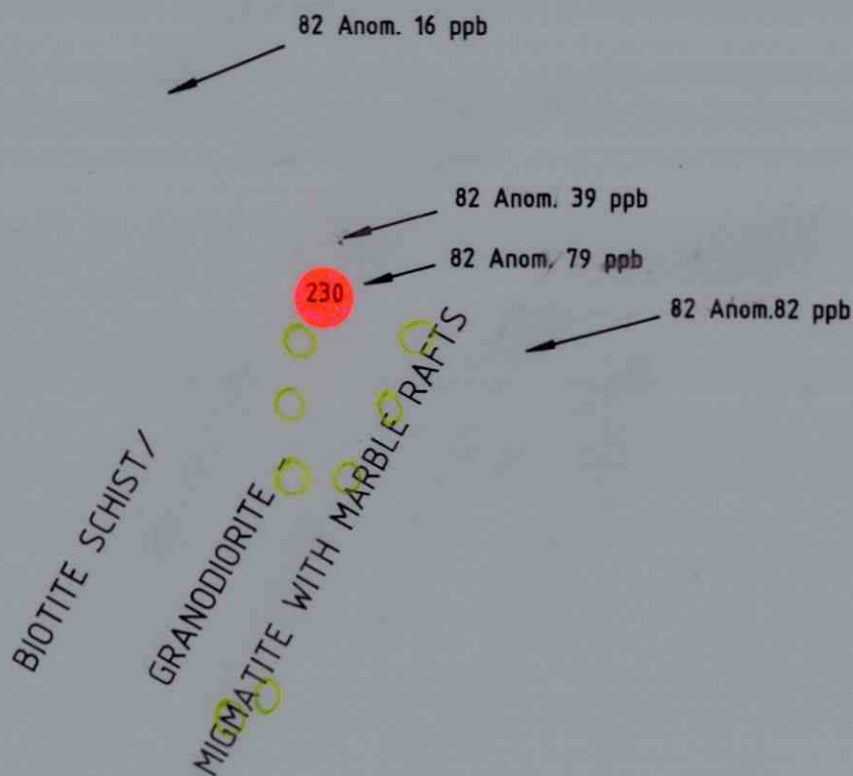 82 Anom. 16 ppb
82 Anom. 39 ppb
82 Anom. 79 ppb
230
82 Anom.82 ppb
BIOTITE SCHIST/
GRANODIORITE -
MIGMATITE WITH MARBLE RAFTS